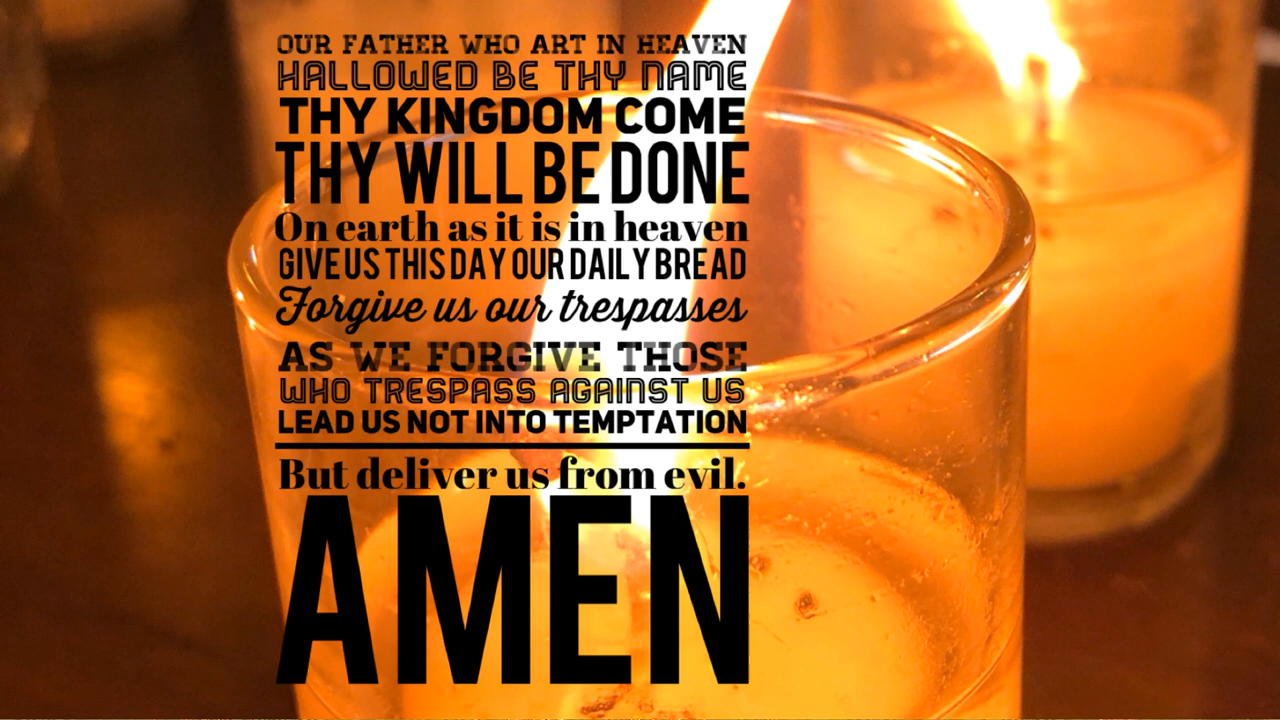 OUR FATHER WHO ART IN HEAVEN
HALLOWED BE THY NAME
THY KINGDOM COME
THY WILL BE DONE
On earth as it is in heaven
GIVE US THIS DAY OUR DAILY BREAD
Forgive us our trespasses
AS WE FORGIVE THOSE
WHO TRESPASS AGAINST US
LEAD US NOT INTO TEMPTATION
But deliver us from evil.
AMEN